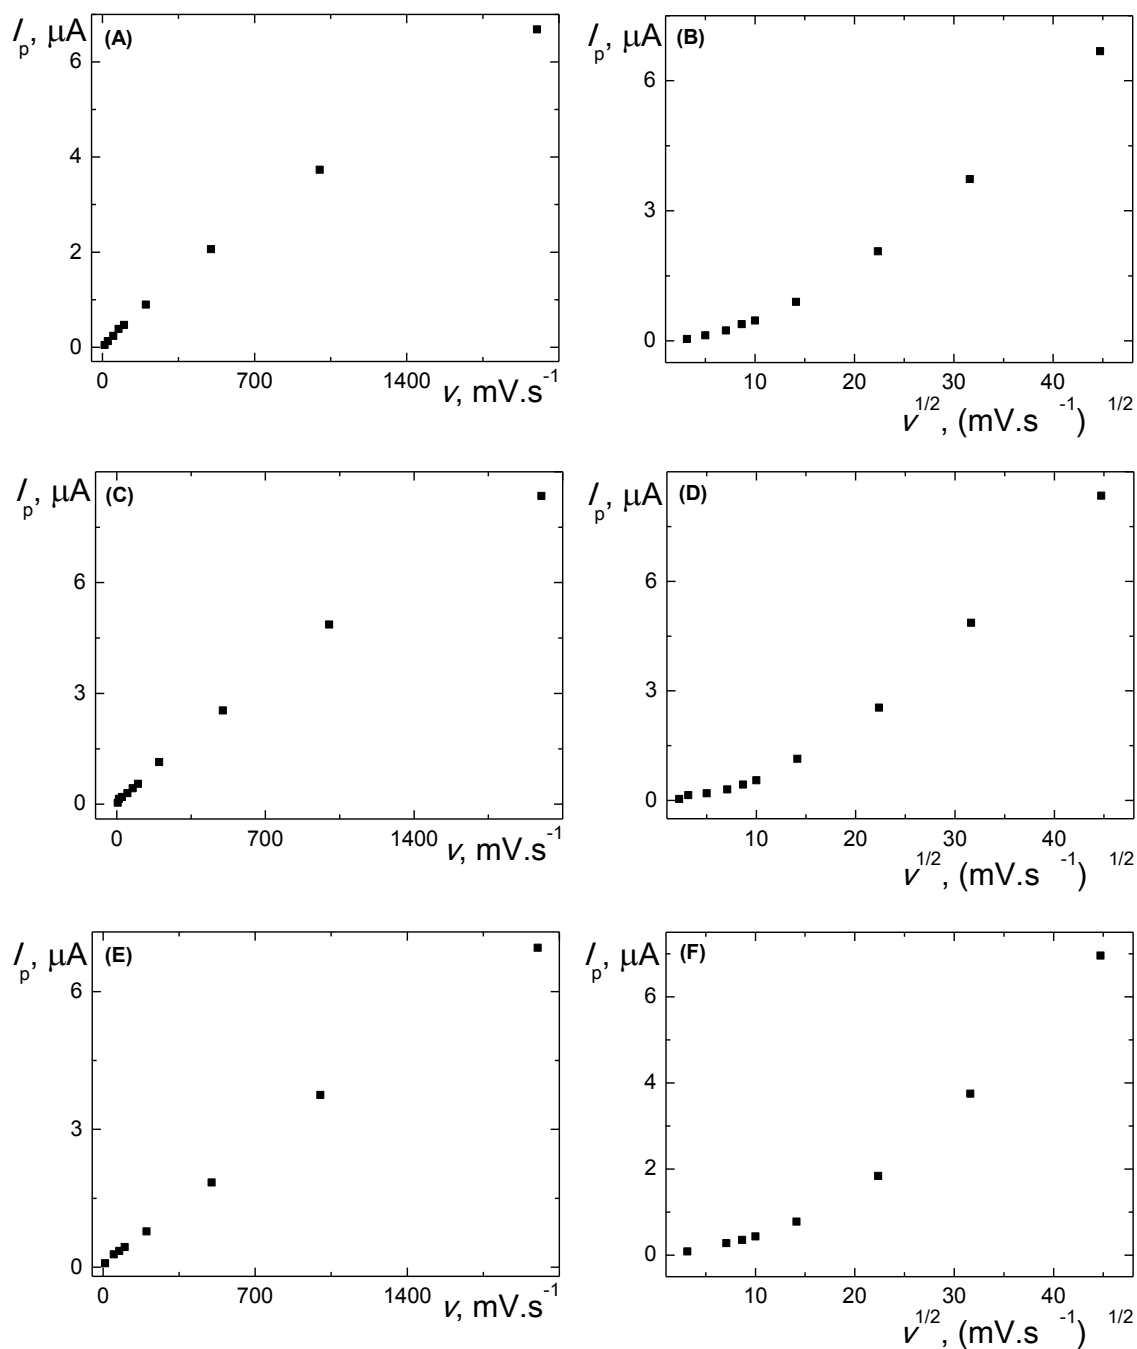 I_p, μA (A)
6
4
2
0
0 700 1400
v, mV.s^-1
I_p, μA (B)
6
3
0
10 20 30 40
v^1/2, (mV.s^-1)^1/2
I_p, μA (C)
6
3
0
0 700 1400
v, mV.s^-1
I_p, μA (D)
6
3
0
10 20 30 40
v^1/2, (mV.s^-1)^1/2
I_p, μA (E)
6
3
0
0 700 1400
v, mV.s^-1
I_p, μA (F)
6
4
2
0
10 20 30 40
v^1/2, (mV.s^-1)^1/2